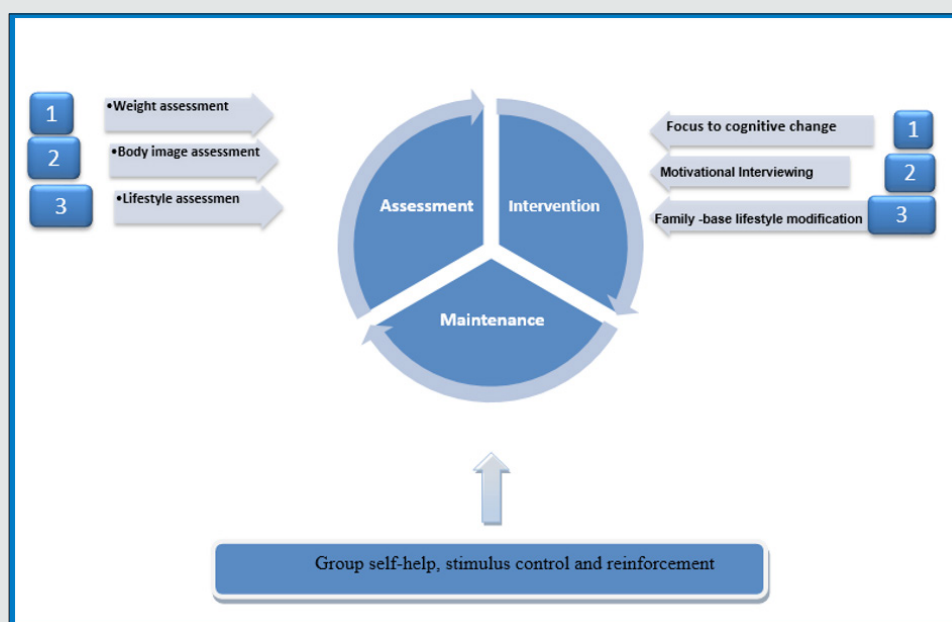 1
•Weight assessment
2
•Body image assessment
3
•Lifestyle assessmen
Assessment
Intervention
Maintenance
Focus to cognitive change
1
Motivational Interviewing
2
Family -base lifestyle modification
3
Group self-help, stimulus control and reinforcement